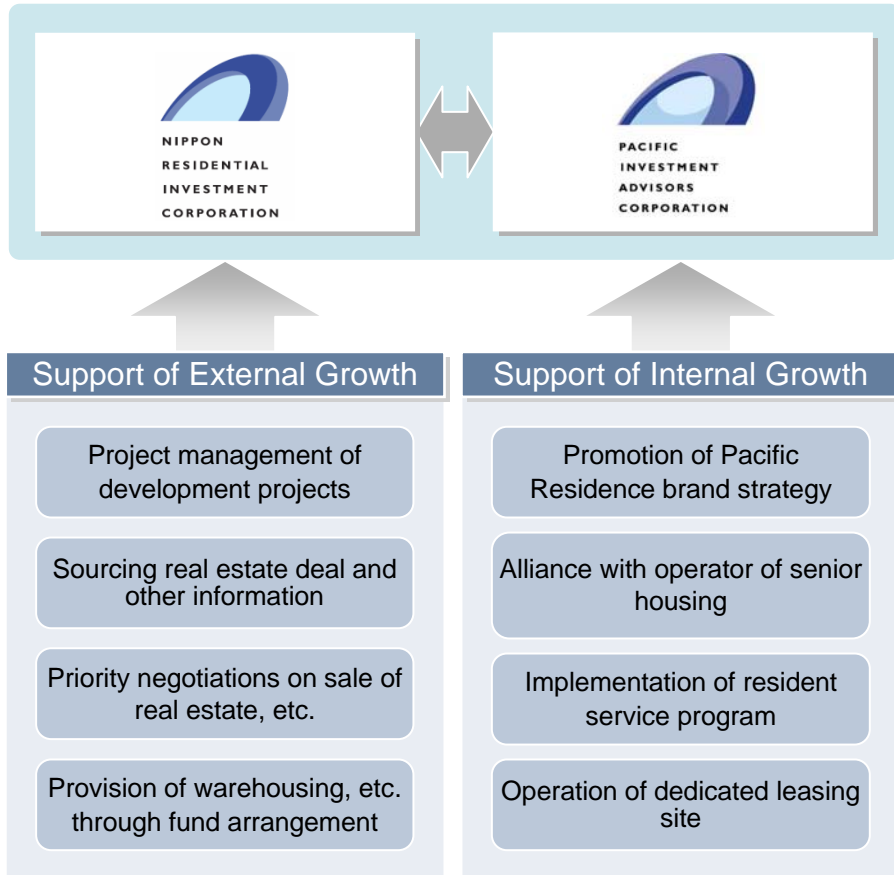 NIPPON
RESIDENTIAL
INVESTMENT
CORPORATION
PACIFIC
INVESTMENT
ADVISORS
CORPORATION
Support of External Growth
Project management of
development projects
Sourcing real estate deal and
other information
Priority negotiations on sale of
real estate, etc.
Provision of warehousing, etc.
through fund arrangement
Support of Internal Growth
Promotion of Pacific
Residence brand strategy
Alliance with operator of senior
housing
Implementation of resident
service program
Operation of dedicated leasing
site